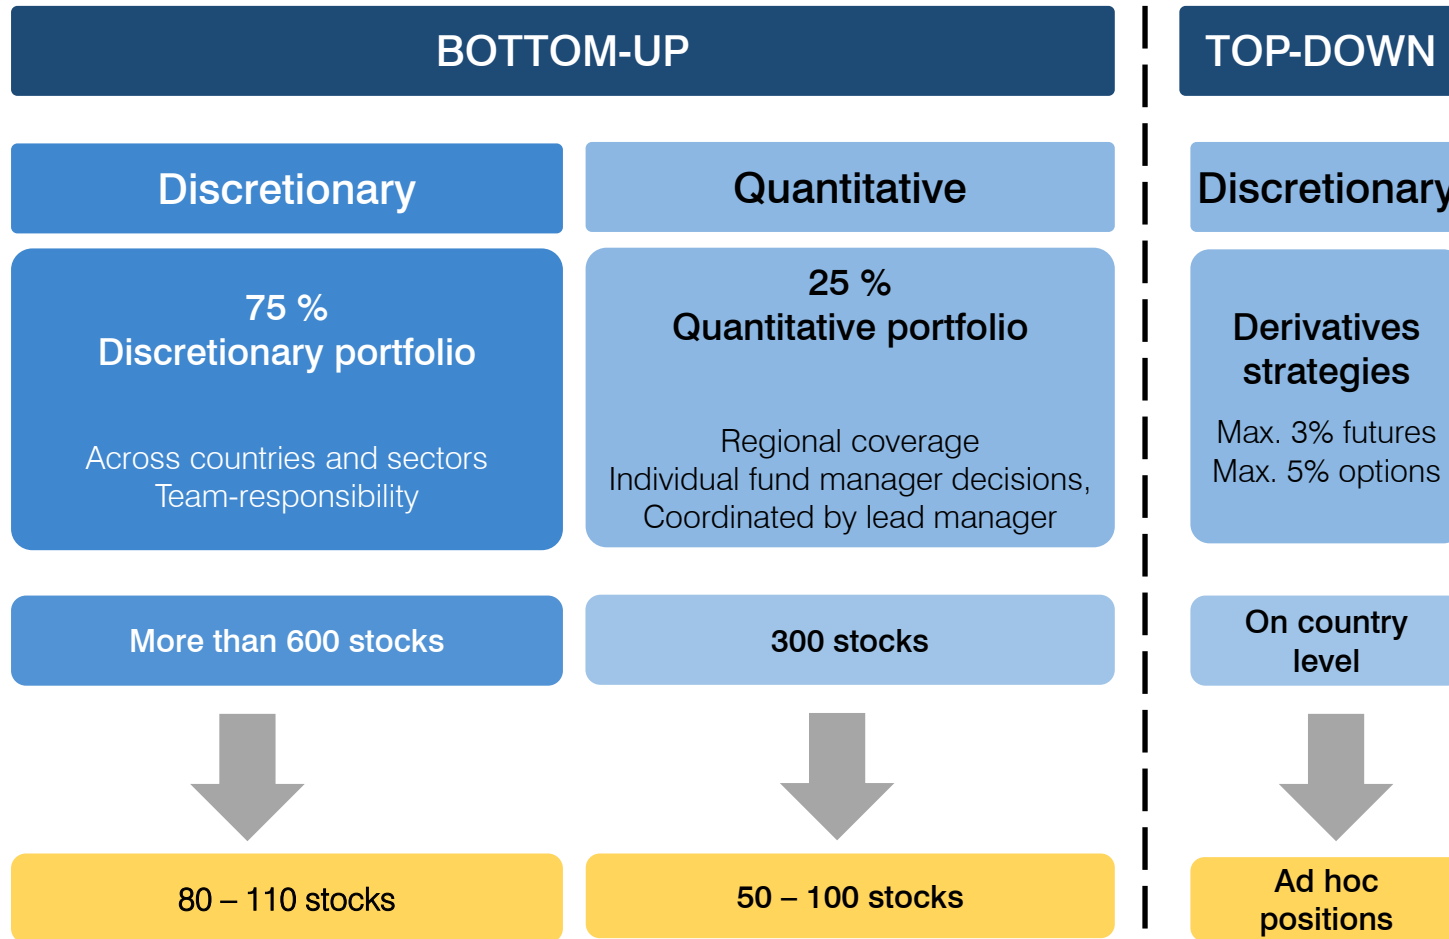 BOTTOM-UP
TOP-DOWN
Discretionary
Quantitative
Discretionary
75 %
Discretionary portfolio
Across countries and sectors
Team-responsibility
25 %
Quantitative portfolio
Regional coverage
Individual fund manager decisions,
Coordinated by lead manager
Derivatives
strategies
Max. 3% futures
Max. 5% options
More than 600 stocks
300 stocks
On country
level
80 – 110 stocks
50 – 100 stocks
Ad hoc
positions